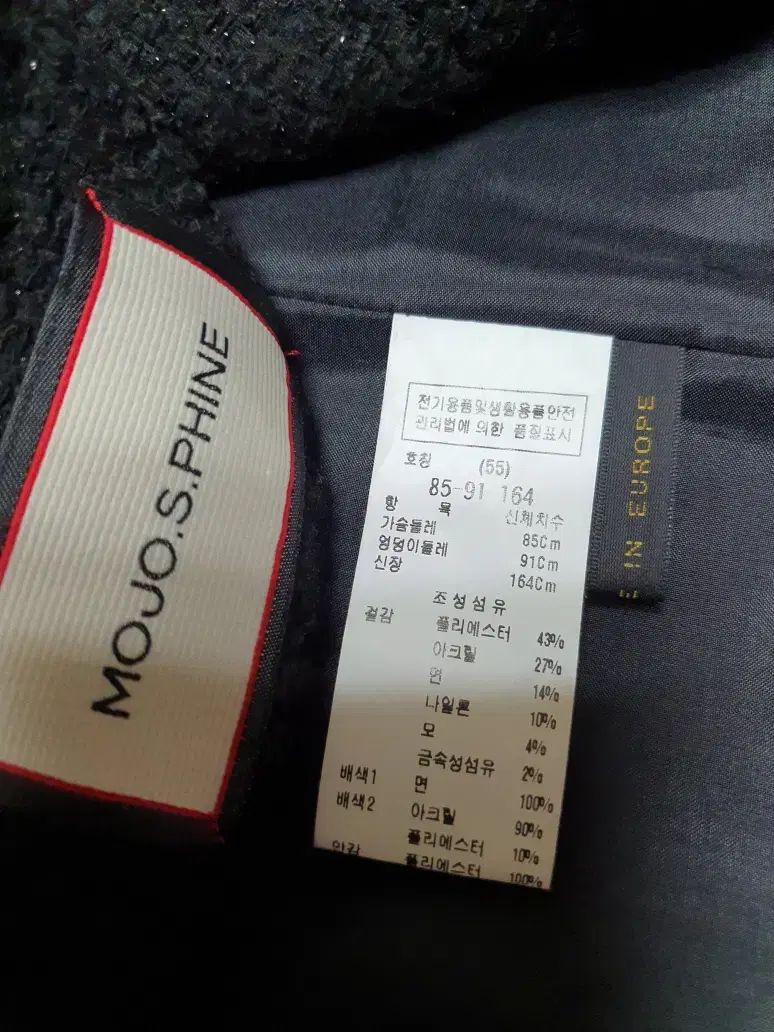 MOJO.S.PHINE
전기용품및생활용품안전
관리법에 의한 품질표시
호칭 (55)
85-91 164
항 목 신체치수
가슴둘레 85Cm
엉덩이둘레 91Cm
신장 164Cm
조성섬유
겉감 폴리에스터 43%
아크릴 27%
면 14%
나일론 10%
모 4%
금속성섬유 2%
배색1 면 100%
배색2 아크릴 90%
폴리에스터 10%
안감 폴리에스터 100%
E IN EUROPE